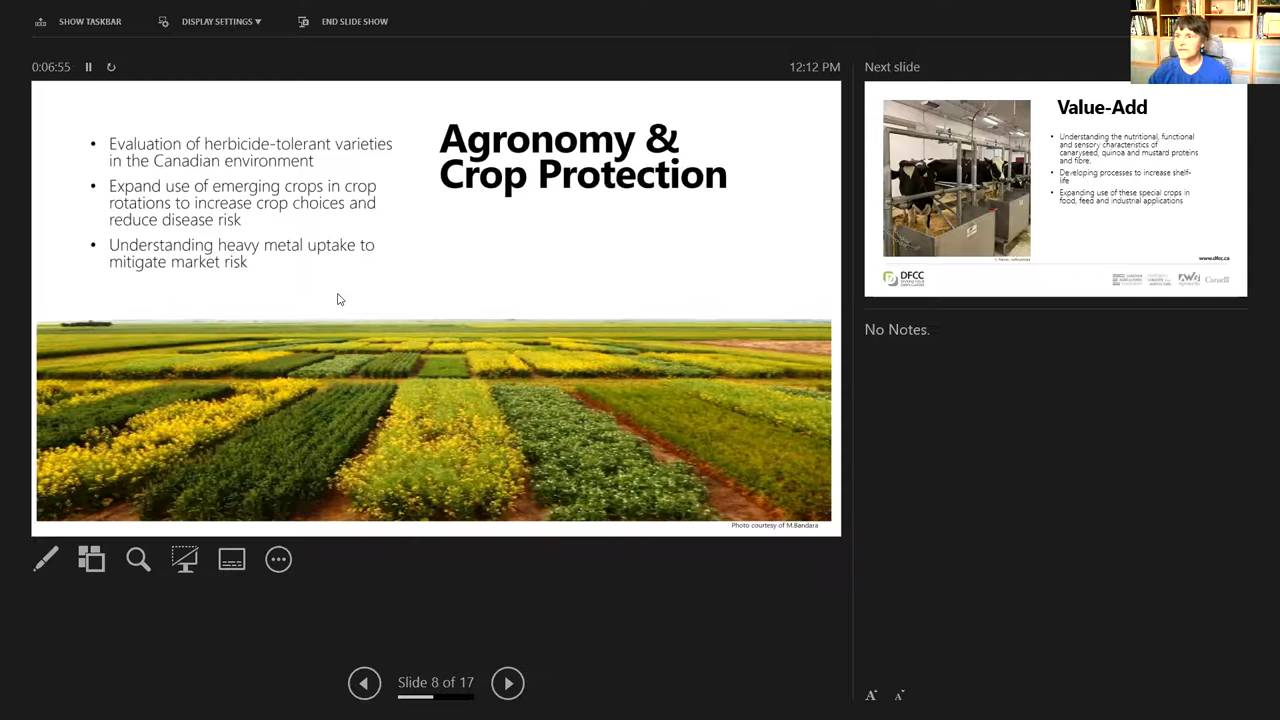 SHOW TASKBAR
DISPLAY SETTINGS ▼
END SLIDE SHOW
0:06:55
12:12 PM
• Evaluation of herbicide-tolerant varieties
in the Canadian environment
• Expand use of emerging crops in crop
rotations to increase crop choices and
reduce disease risk
• Understanding heavy metal uptake to
mitigate market risk
Agronomy &
Crop Protection
Photo courtesy of M.Bandara
Slide 8 of 17
Next slide
Value-Add
• Understanding the nutritional, functional
and sensory characteristics of
canaryseed, quinoa and mustard proteins
and fibre.
• Developing processes to increase shelf-
life
• Expanding use of these special crops in
food, feed and industrial applications
www.dfcc.ca
DFCC
Canada
No Notes.
A
A